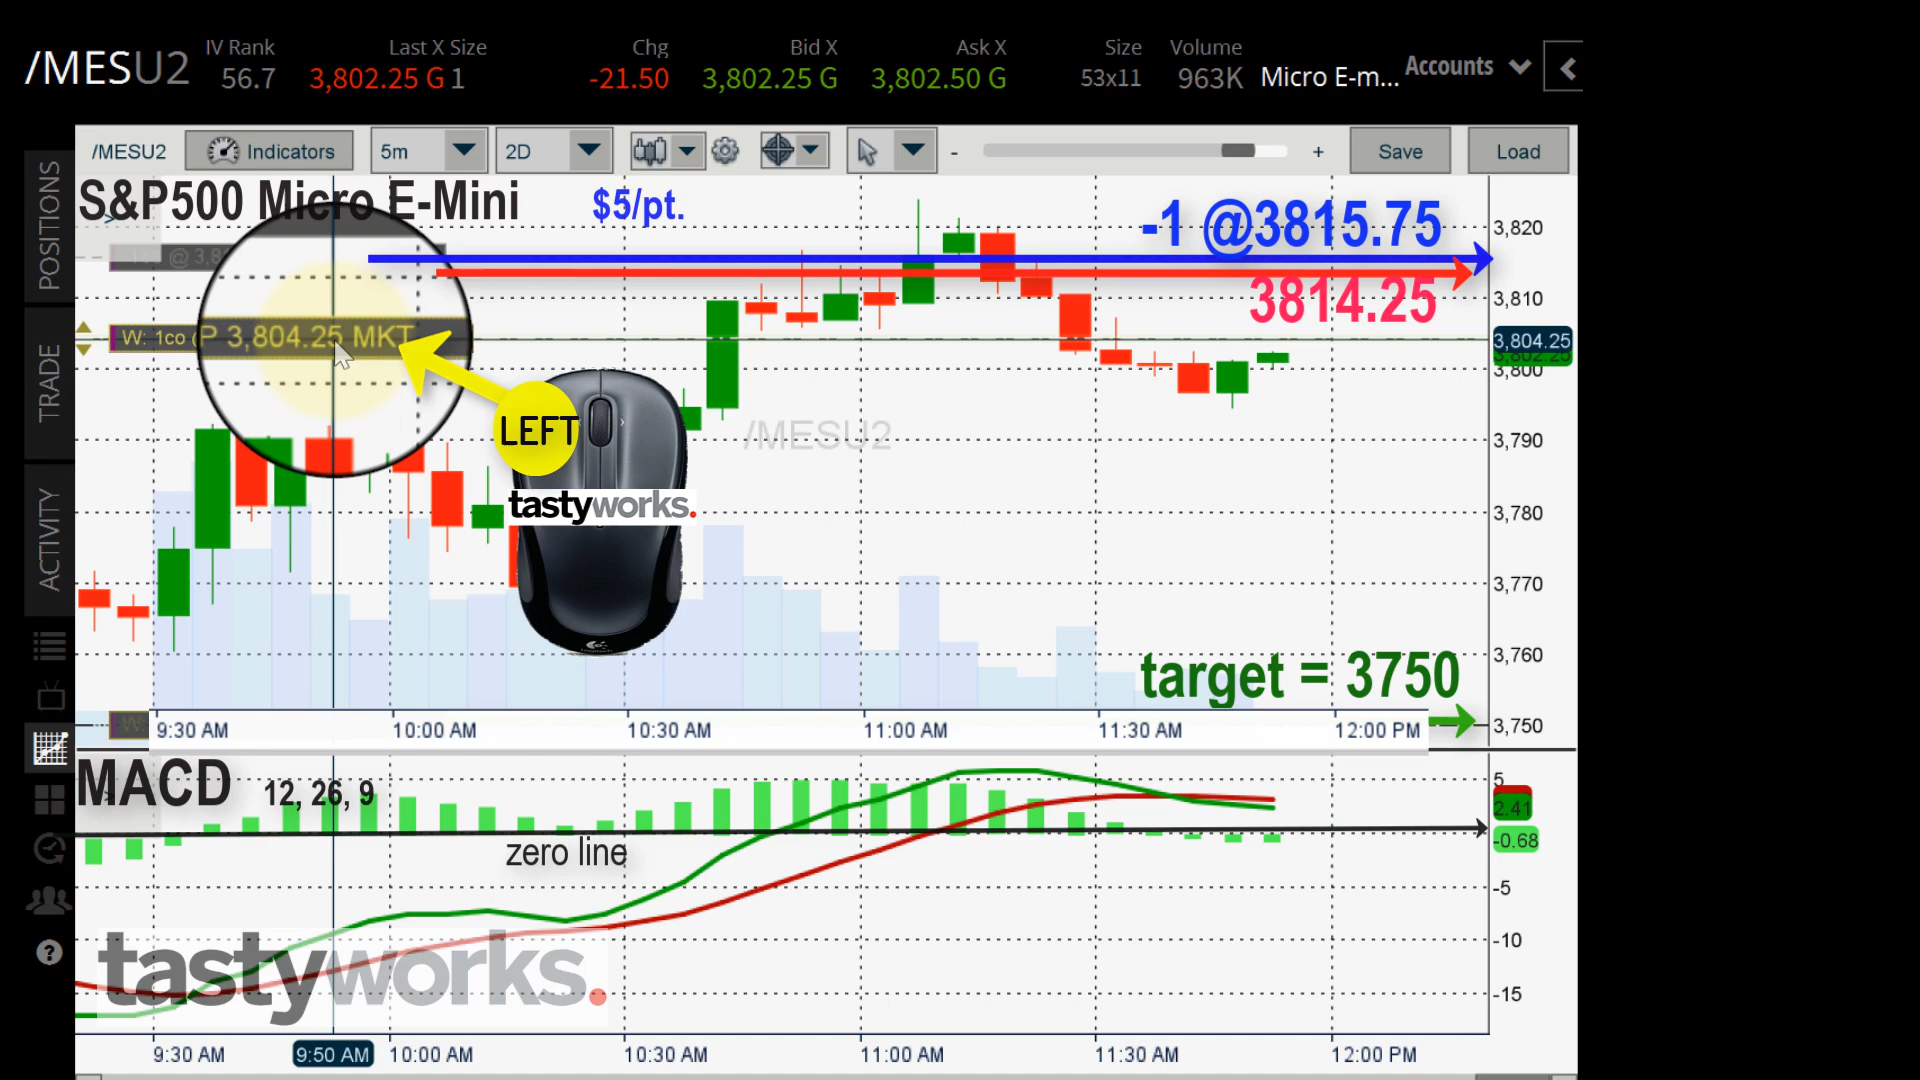 /MESU2
IV Rank
56.7
Last X Size
3,802.25 G 1
Chg
-21.50
Bid X
3,802.25 G
Ask X
3,802.50 G
Size
53x11
Volume
963K
Micro E-m...
Accounts
POSITIONS
TRADE
ACTIVITY
/MESU2
Indicators
5m
2D
-
+
Save
Load
S&P500 Micro E-Mini
$5/pt.
-1 @3815.75
3814.25
W: 1co
P 3,804.25 MKT
LEFT
tastyworks.
/MESU2
target = 3750
3,820
3,810
3,804.25
3,802.25
3,800
3,790
3,780
3,770
3,760
3,750
9:30 AM
10:00 AM
10:30 AM
11:00 AM
11:30 AM
12:00 PM
MACD
12, 26, 9
zero line
5
2.41
-0.68
-5
-10
-15
tastyworks.
9:30 AM
9:50 AM
10:00 AM
10:30 AM
11:00 AM
11:30 AM
12:00 PM